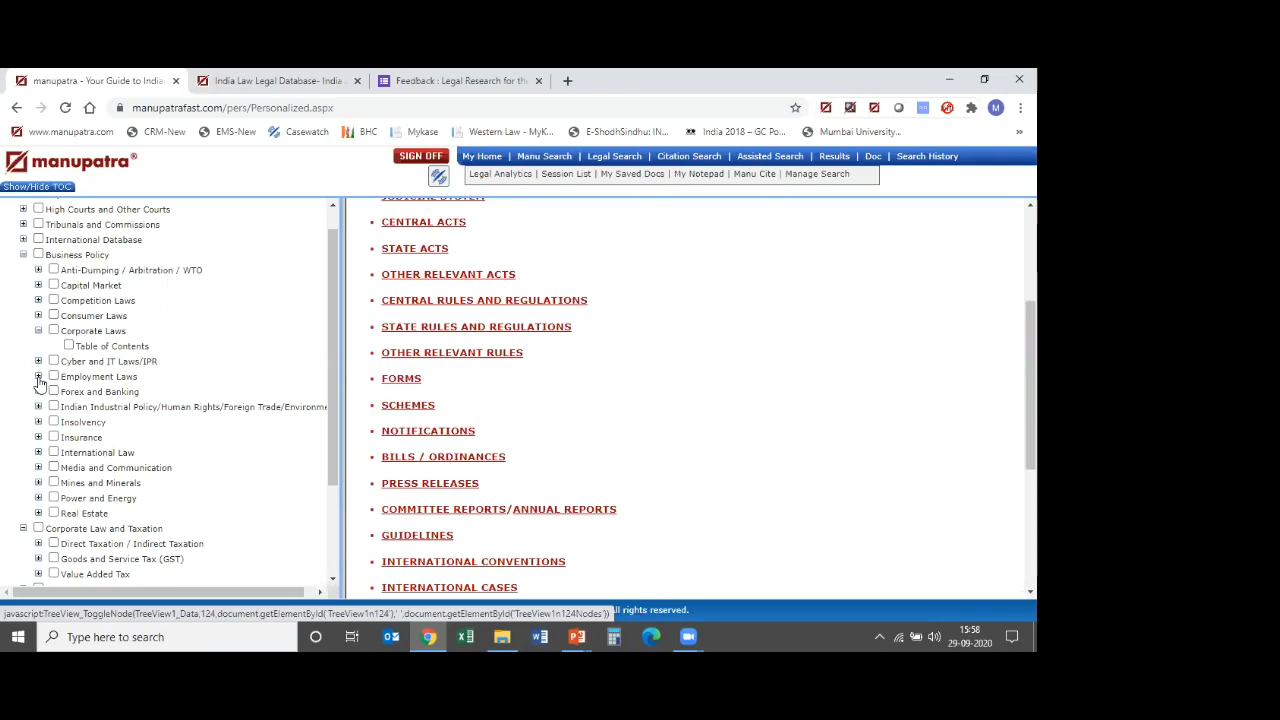 manupatra - Your Guide to India
India Law Legal Database- India
Feedback : Legal Research for the
manupatrafast.com/pers/Personalized.aspx
M
www.manupatra.com
CRM-New
EMS-New
Casewatch
BHC
Mykase
Western Law - MyK...
E-ShodhSindhu: IN...
India 2018 – GC Po...
Mumbai University...
»
manupatra®
SIGN OFF
My Home | Manu Search | Legal Search | Citation Search | Assisted Search | Results | Doc | Search History
Legal Analytics | Session List | My Saved Docs | My Notepad | Manu Cite | Manage Search
Show/Hide TOC
High Courts and Other Courts
Tribunals and Commissions
International Database
Business Policy
Anti-Dumping / Arbitration / WTO
Capital Market
Competition Laws
Consumer Laws
Corporate Laws
Table of Contents
Cyber and IT Laws/IPR
Employment Laws
Forex and Banking
Indian Industrial Policy/Human Rights/Foreign Trade/Environme
Insolvency
Insurance
International Law
Media and Communication
Mines and Minerals
Power and Energy
Real Estate
Corporate Law and Taxation
Direct Taxation / Indirect Taxation
Goods and Service Tax (GST)
Value Added Tax
JUDICIAL SYSTEM
• CENTRAL ACTS
• STATE ACTS
• OTHER RELEVANT ACTS
• CENTRAL RULES AND REGULATIONS
• STATE RULES AND REGULATIONS
• OTHER RELEVANT RULES
• FORMS
• SCHEMES
• NOTIFICATIONS
• BILLS / ORDINANCES
• PRESS RELEASES
• COMMITTEE REPORTS/ANNUAL REPORTS
• GUIDELINES
• INTERNATIONAL CONVENTIONS
• INTERNATIONAL CASES
javascript:TreeView_ToggleNode(TreeView1_Data,124,document.getElementById('TreeView1n124'),' ',document.getElementById('TreeView1n124Nodes'))
All rights reserved.
Type here to search
15:58
29-09-2020